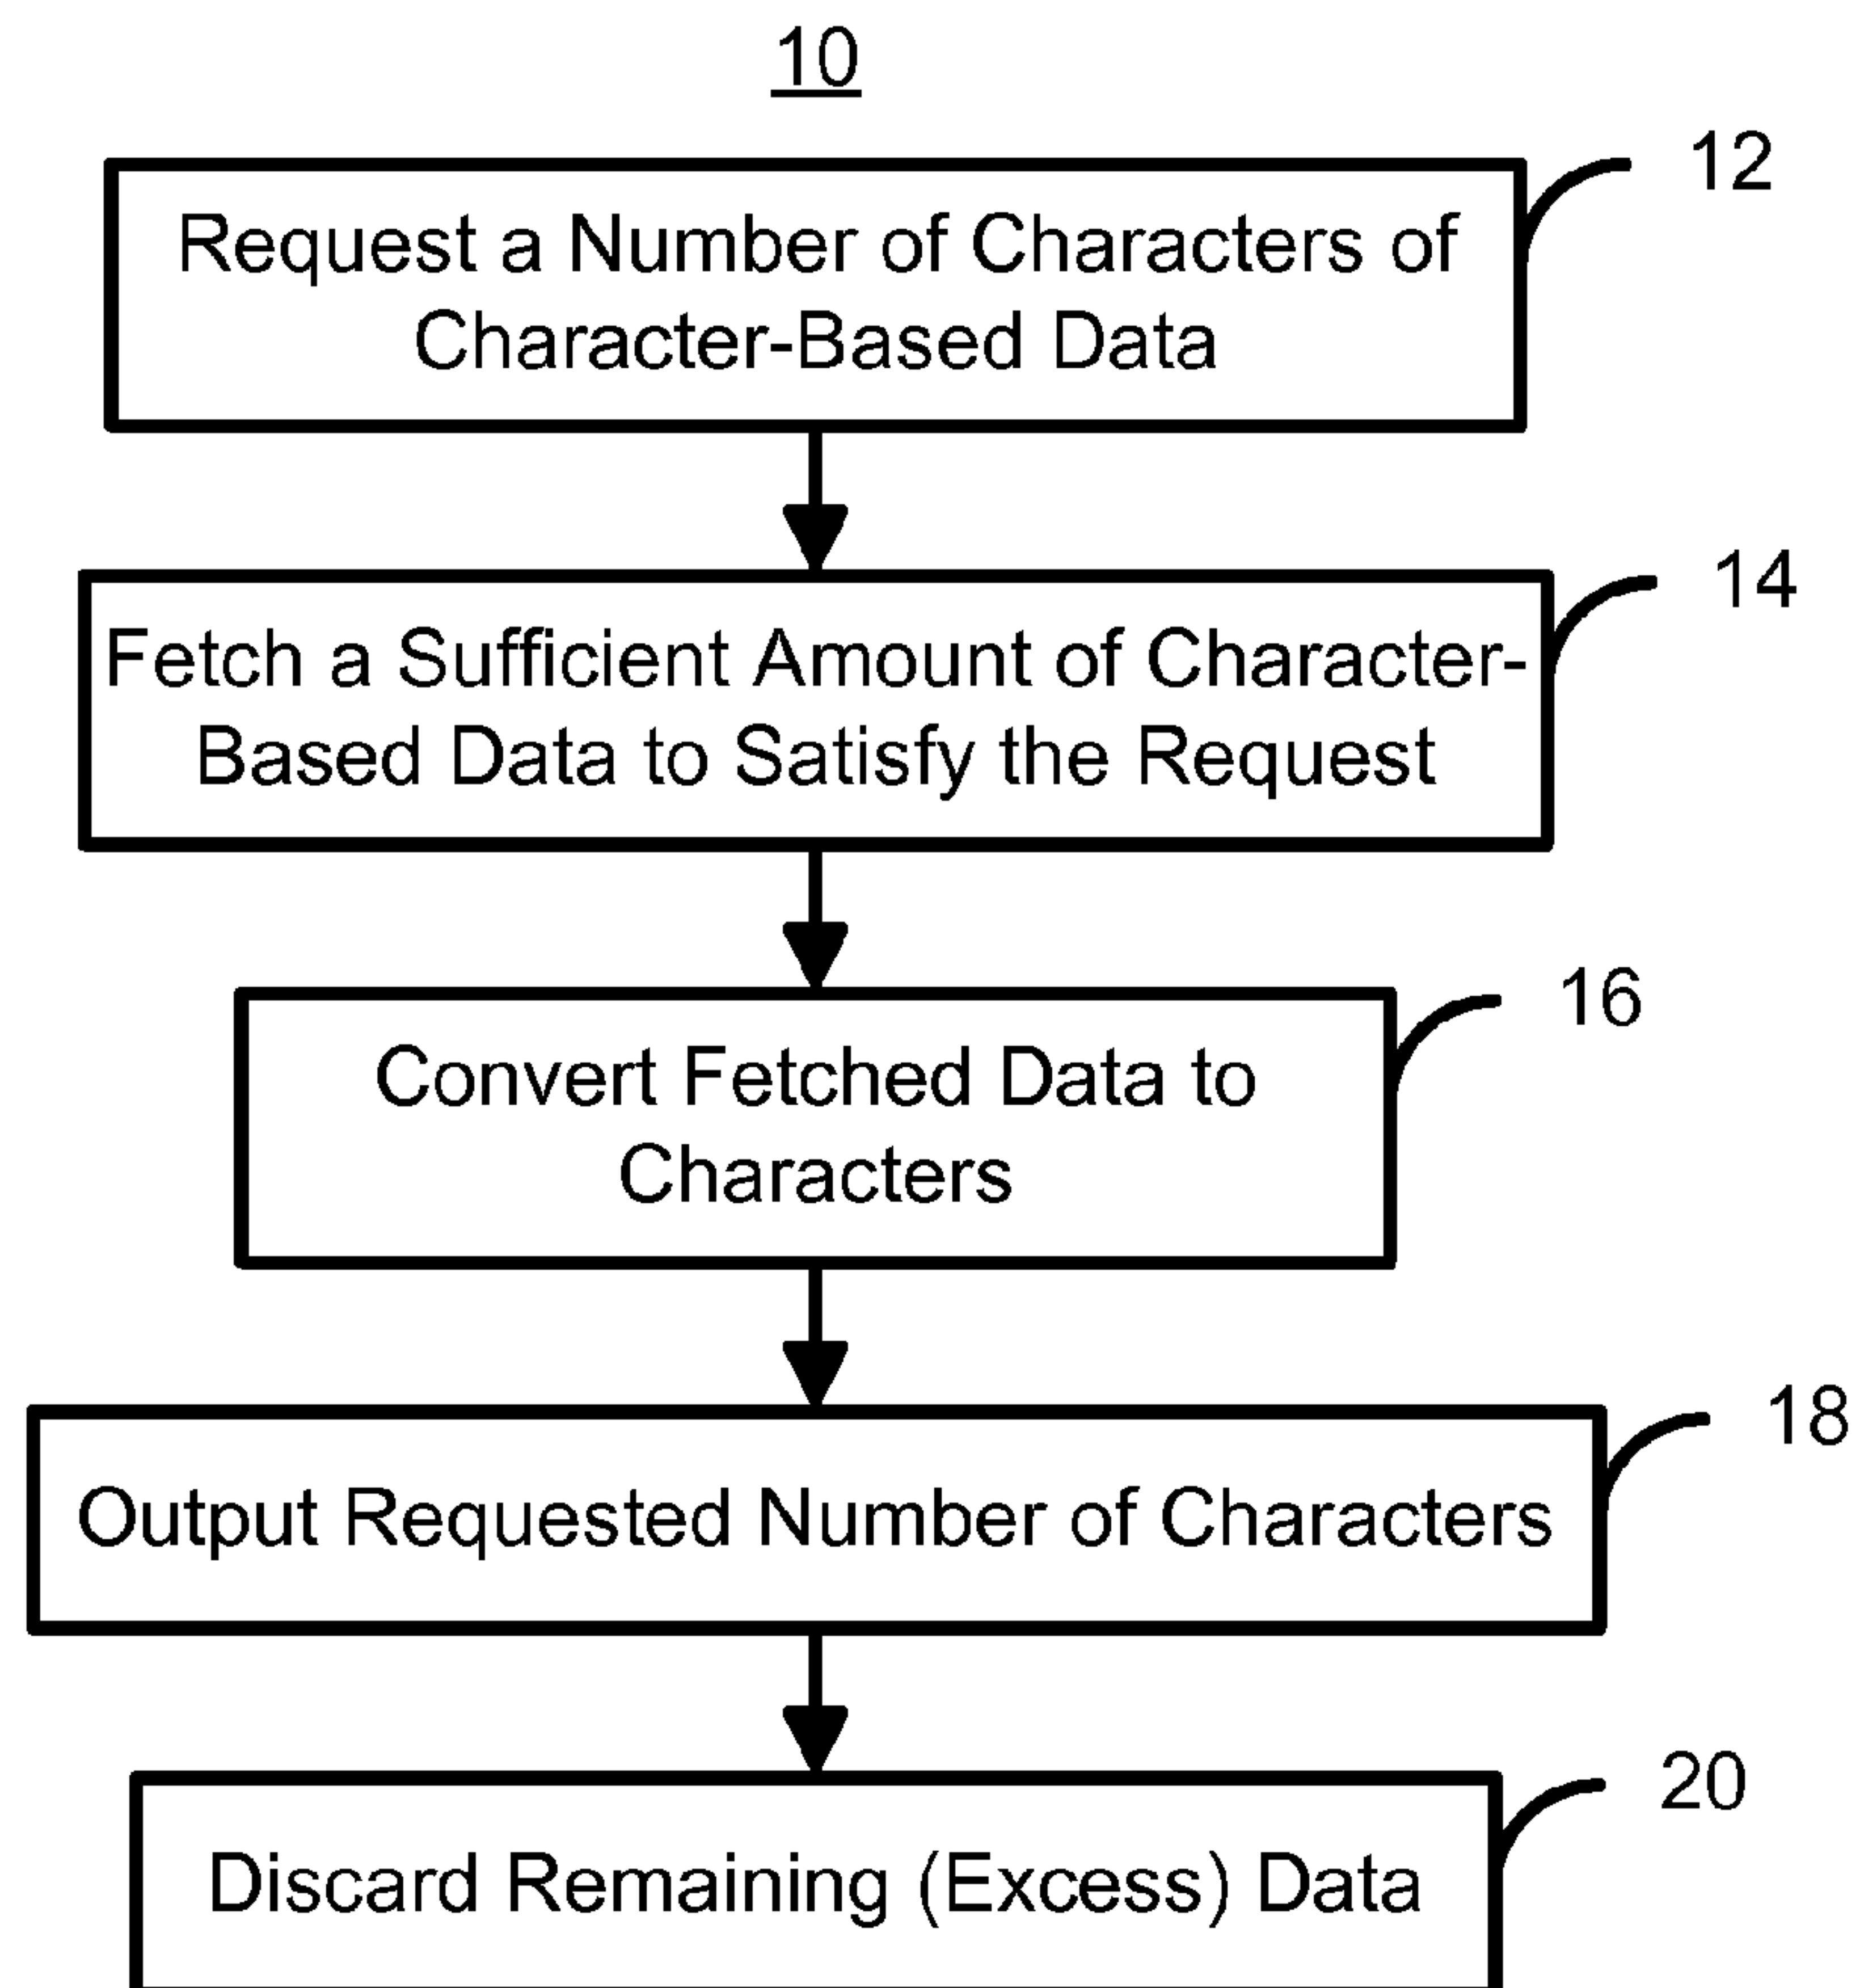 10
12
Request a Number of Characters of
Character-Based Data
14
Fetch a Sufficient Amount of Character-
Based Data to Satisfy the Request
16
Convert Fetched Data to
Characters
18
Output Requested Number of Characters
20
Discard Remaining (Excess) Data